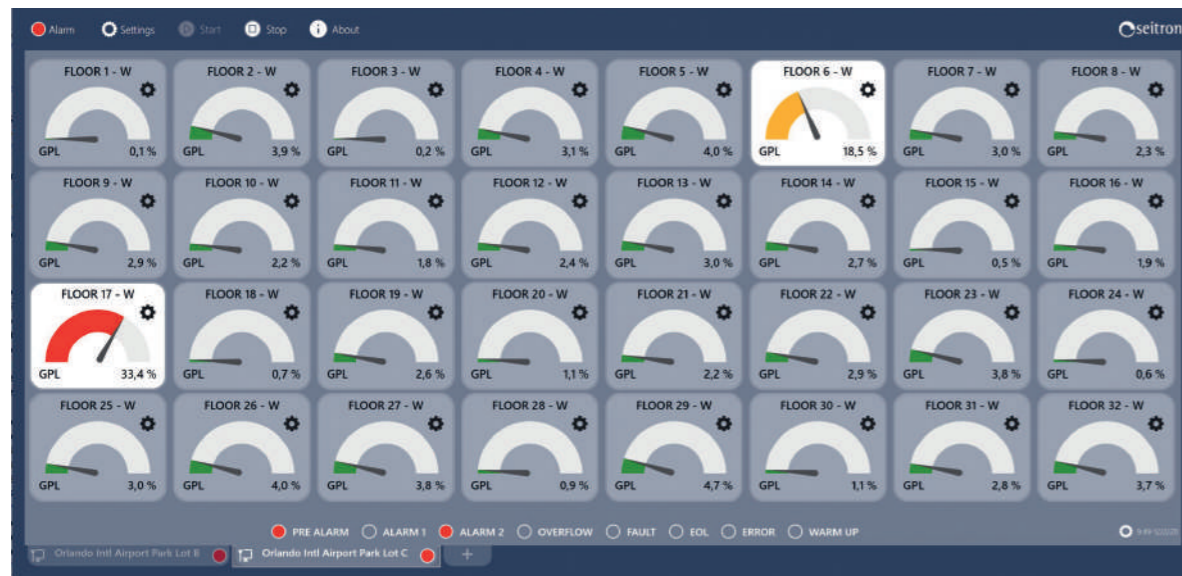 Alarm Settings Start Stop About seitron
FLOOR 1 - W FLOOR 2 - W FLOOR 3 - W FLOOR 4 - W FLOOR 5 - W FLOOR 6 - W FLOOR 7 - W FLOOR 8 - W
GPL 0,1 % GPL 3,9 % GPL 0,2 % GPL 3,1 % GPL 4,0 % GPL 18,5 % GPL 3,0 % GPL 2,3 %
FLOOR 9 - W FLOOR 10 - W FLOOR 11 - W FLOOR 12 - W FLOOR 13 - W FLOOR 14 - W FLOOR 15 - W FLOOR 16 - W
GPL 2,9 % GPL 2,2 % GPL 1,8 % GPL 2,4 % GPL 3,0 % GPL 2,7 % GPL 0,5 % GPL 1,9 %
FLOOR 17 - W FLOOR 18 - W FLOOR 19 - W FLOOR 20 - W FLOOR 21 - W FLOOR 22 - W FLOOR 23 - W FLOOR 24 - W
GPL 33,4 % GPL 0,7 % GPL 2,6 % GPL 1,1 % GPL 2,2 % GPL 2,9 % GPL 3,8 % GPL 0,6 %
FLOOR 25 - W FLOOR 26 - W FLOOR 27 - W FLOOR 28 - W FLOOR 29 - W FLOOR 30 - W FLOOR 31 - W FLOOR 32 - W
GPL 3,0 % GPL 4,0 % GPL 3,8 % GPL 0,9 % GPL 4,7 % GPL 1,1 % GPL 2,8 % GPL 3,7 %
PRE ALARM ALARM 1 ALARM 2 OVERFLOW FAULT EOL ERROR WARM UP
Orlando Intl Airport Park Lot B Orlando Intl Airport Park Lot C +